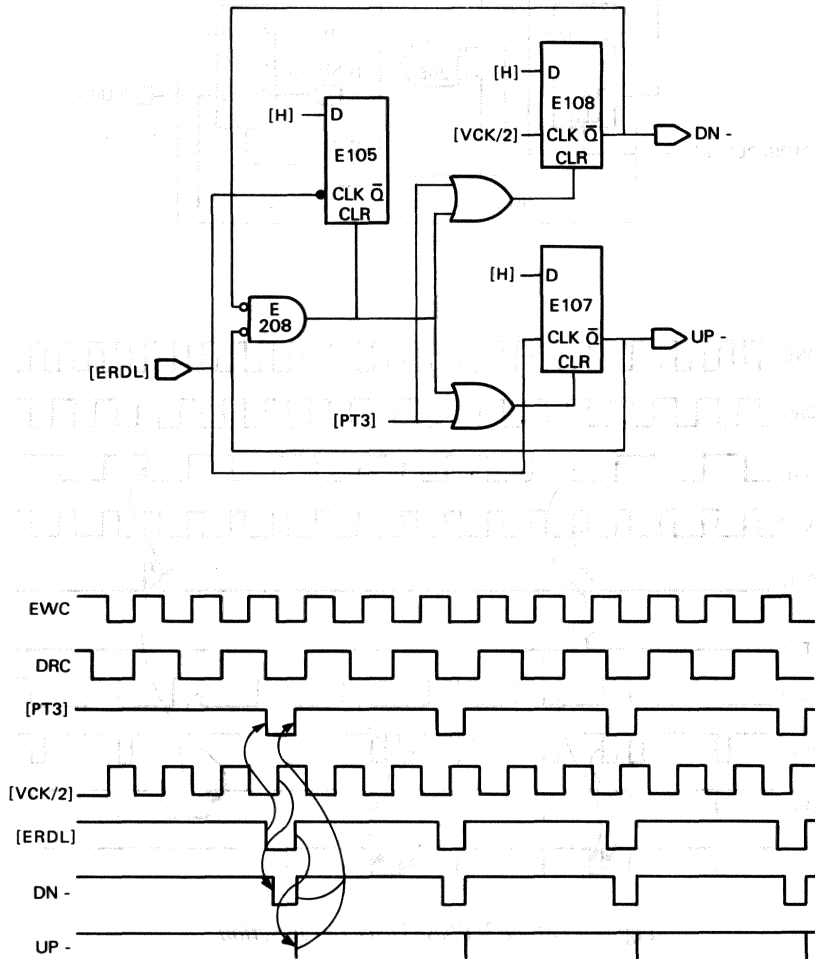 [H]
D
E108
[VCK/2]
CLK Q̅
CLR
DN -
[H]
D
E105
CLK Q̅
CLR
[H]
D
E107
CLK Q̅
CLR
UP -
E
208
[ERDL]
[PT3]
EWC
DRC
[PT3]
[VCK/2]
[ERDL]
DN -
UP -